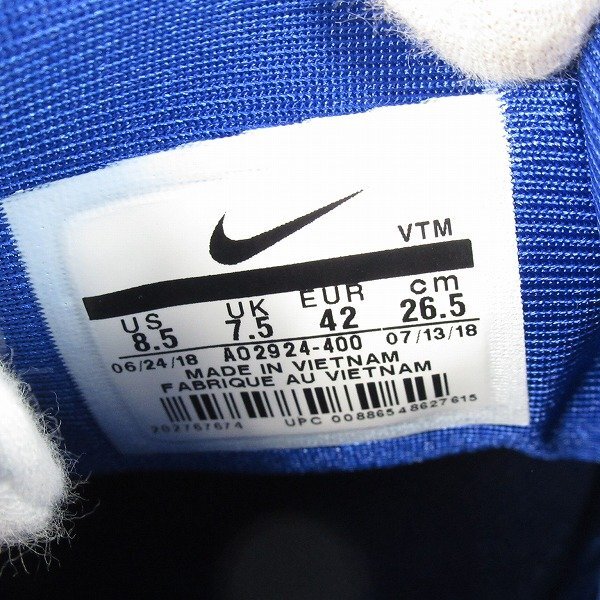 VTM
US UK EUR cm
8.5 7.5 42 26.5
06/24/18 AO2924-400 07/13/18
MADE IN VIETNAM
FABRIQUE AU VIETNAM
UPC 00886548627615